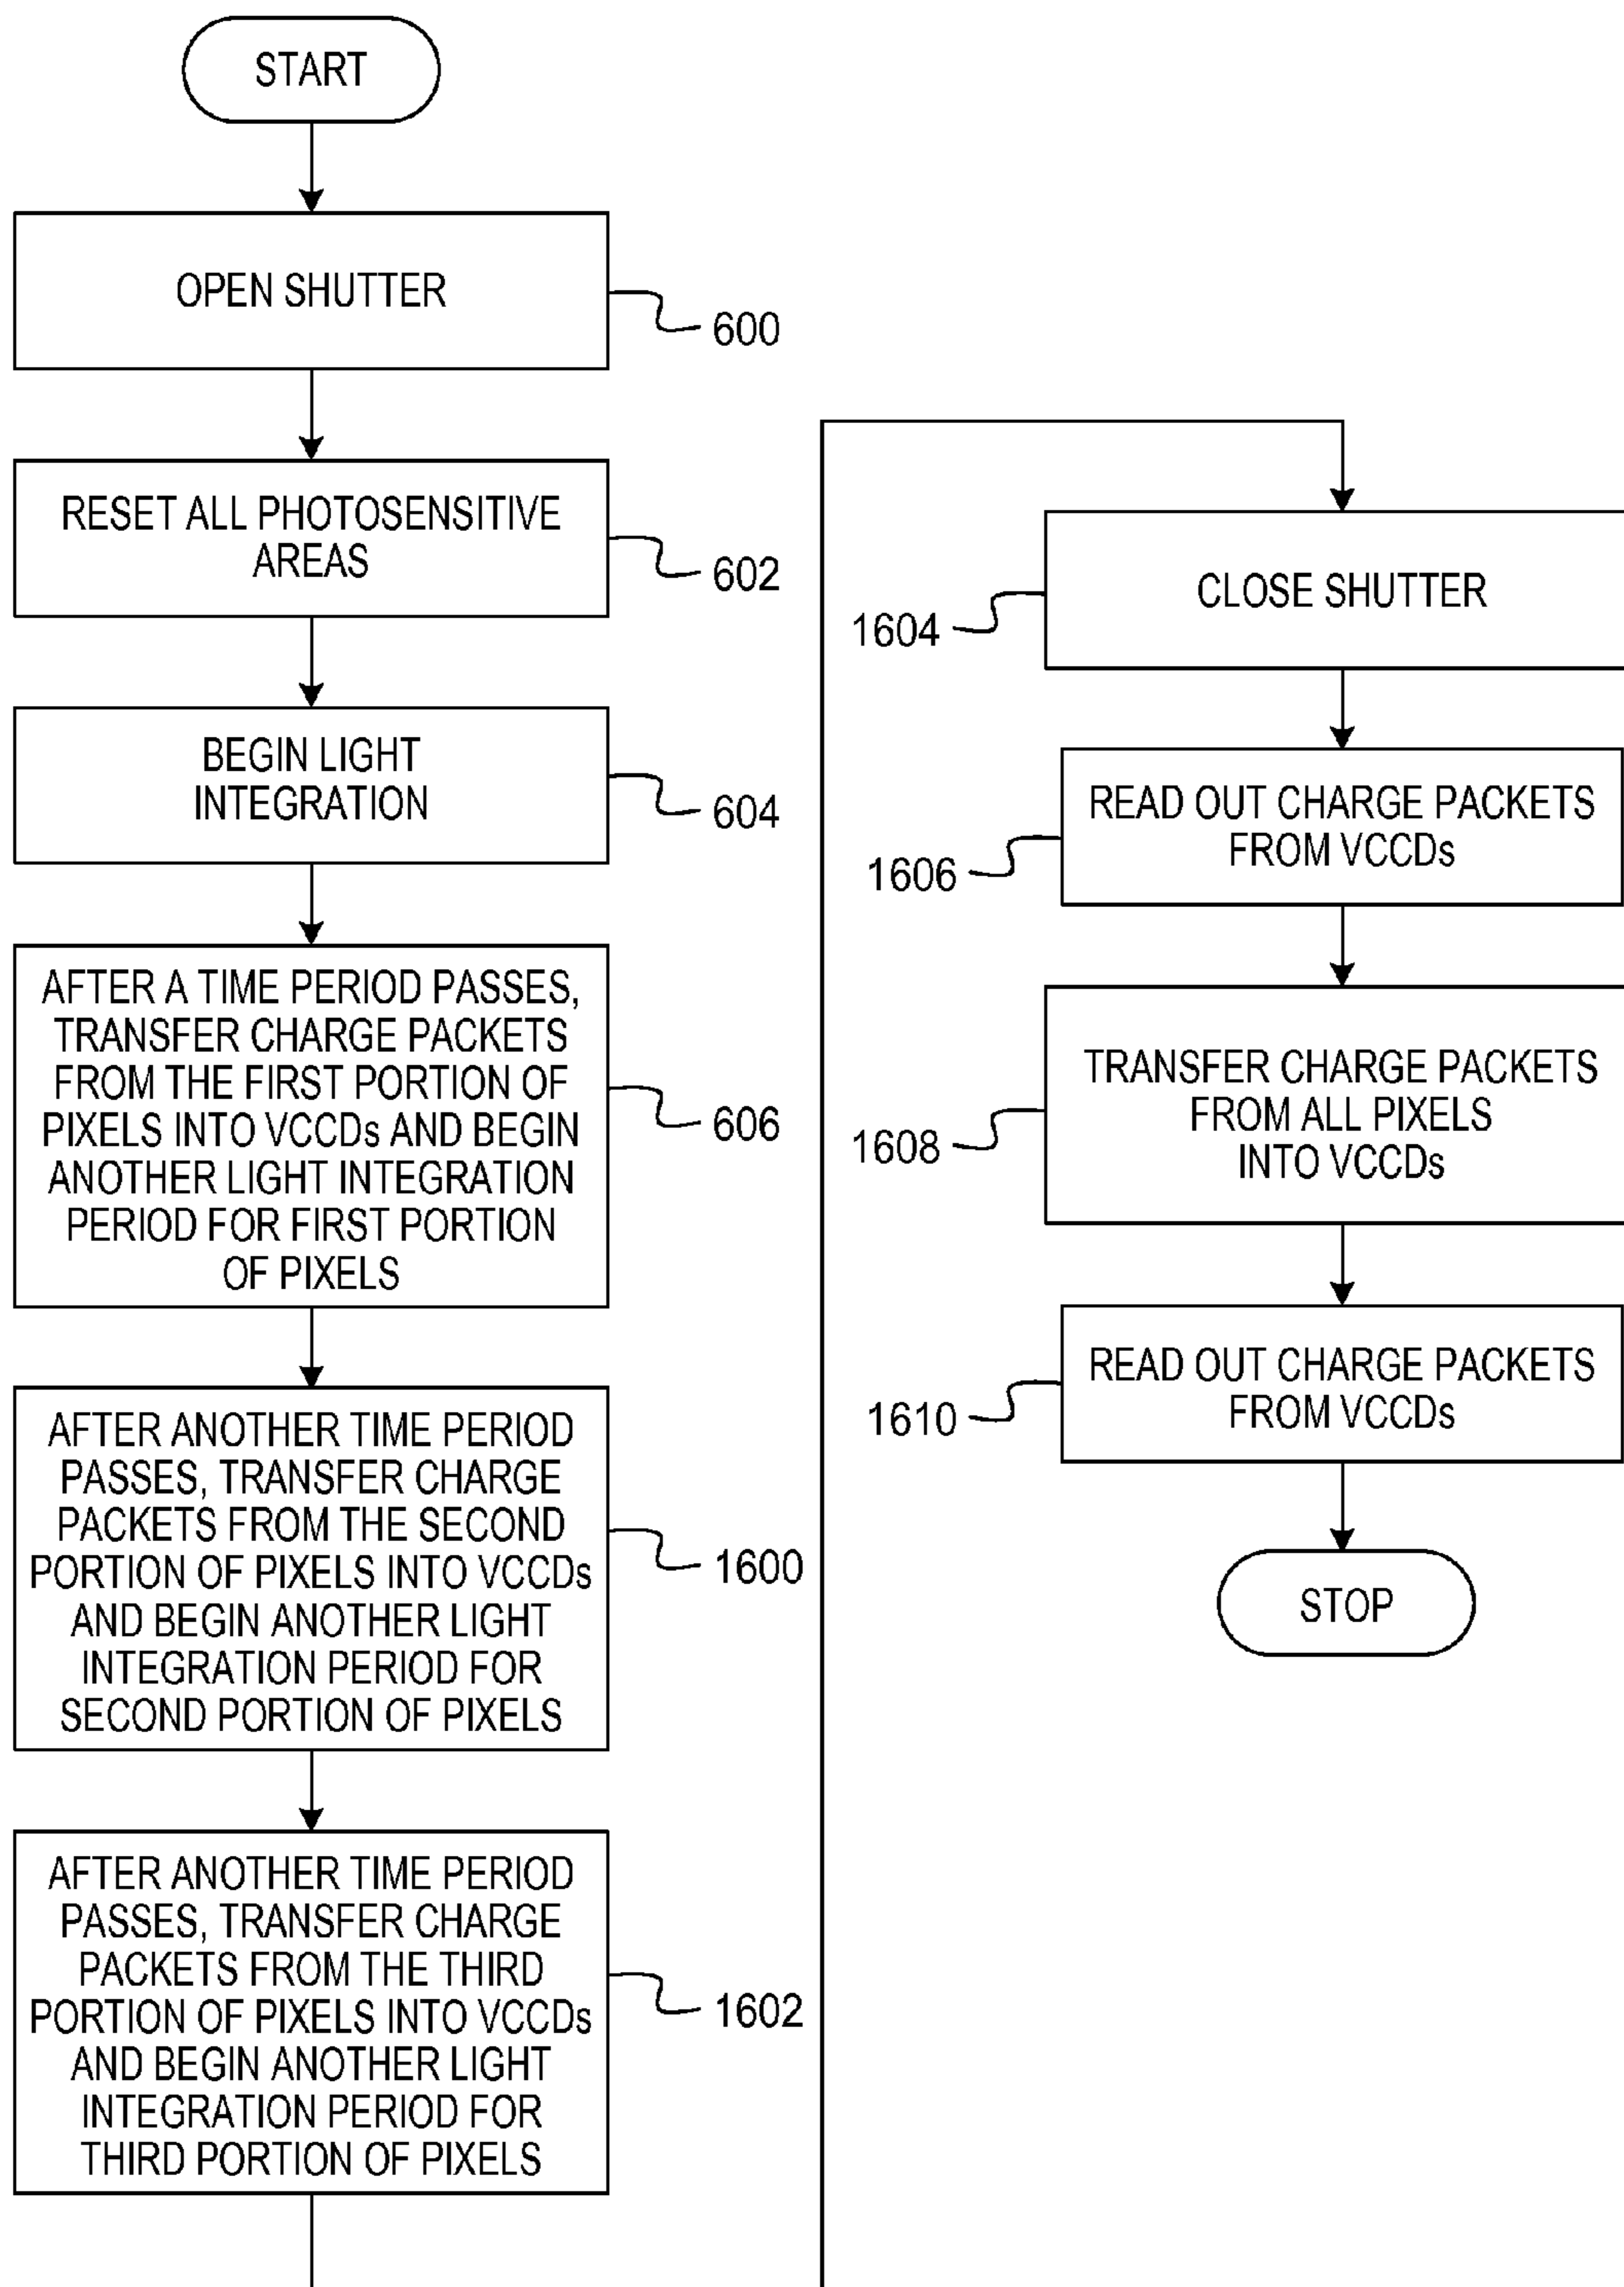 START
OPEN SHUTTER
600
RESET ALL PHOTOSENSITIVE
AREAS
602
BEGIN LIGHT
INTEGRATION
604
AFTER A TIME PERIOD PASSES,
TRANSFER CHARGE PACKETS
FROM THE FIRST PORTION OF
PIXELS INTO VCCDs AND BEGIN
ANOTHER LIGHT INTEGRATION
PERIOD FOR FIRST PORTION
OF PIXELS
606
AFTER ANOTHER TIME PERIOD
PASSES, TRANSFER CHARGE
PACKETS FROM THE SECOND
PORTION OF PIXELS INTO VCCDs
AND BEGIN ANOTHER LIGHT
INTEGRATION PERIOD FOR
SECOND PORTION OF PIXELS
1600
AFTER ANOTHER TIME PERIOD
PASSES, TRANSFER CHARGE
PACKETS FROM THE THIRD
PORTION OF PIXELS INTO VCCDs
AND BEGIN ANOTHER LIGHT
INTEGRATION PERIOD FOR
THIRD PORTION OF PIXELS
1602
CLOSE SHUTTER
1604
READ OUT CHARGE PACKETS
FROM VCCDs
1606
TRANSFER CHARGE PACKETS
FROM ALL PIXELS
INTO VCCDs
1608
READ OUT CHARGE PACKETS
FROM VCCDs
1610
STOP